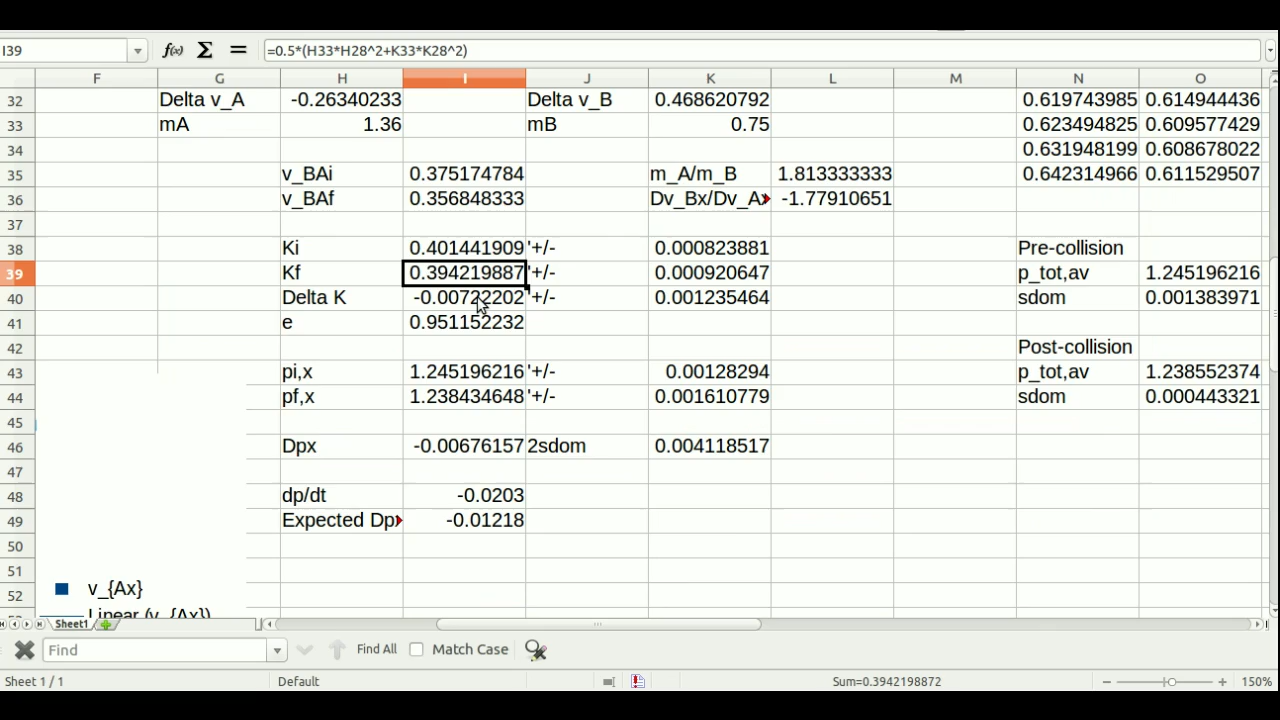 I39 =0.5*(H33*H28^2+K33*K28^2)
F G H I J K L M N O
32 Delta v_A -0.26340233 Delta v_B 0.468620792 0.619743985 0.614944436
33 mA 1.36 mB 0.75 0.623494825 0.609577429
34 0.631948199 0.608678022
35 v_BAi 0.375174784 m_A/m_B 1.813333333 0.642314966 0.611529507
36 v_BAf 0.356848333 Dv_Bx/Dv_Ax -1.77910651
37
38 Ki 0.401441909 '+/- 0.000823881 Pre-collision
39 Kf 0.394219887 '+/- 0.000920647 p_tot,av 1.245196216
40 Delta K -0.00722202 '+/- 0.001235464 sdom 0.001383971
41 e 0.951152232
42 Post-collision
43 pi,x 1.245196216 '+/- 0.00128294 p_tot,av 1.238552374
44 pf,x 1.238434648 '+/- 0.001610779 sdom 0.000443321
45
46 Dpx -0.00676157 2sdom 0.004118517
47
48 dp/dt -0.0203
49 Expected Dpx -0.01218
50
51
52 v_{Ax}
Linear (v_{Ax})
Sheet1
Find Find All Match Case
Sheet 1 / 1 Default Sum=0.3942198872 150%